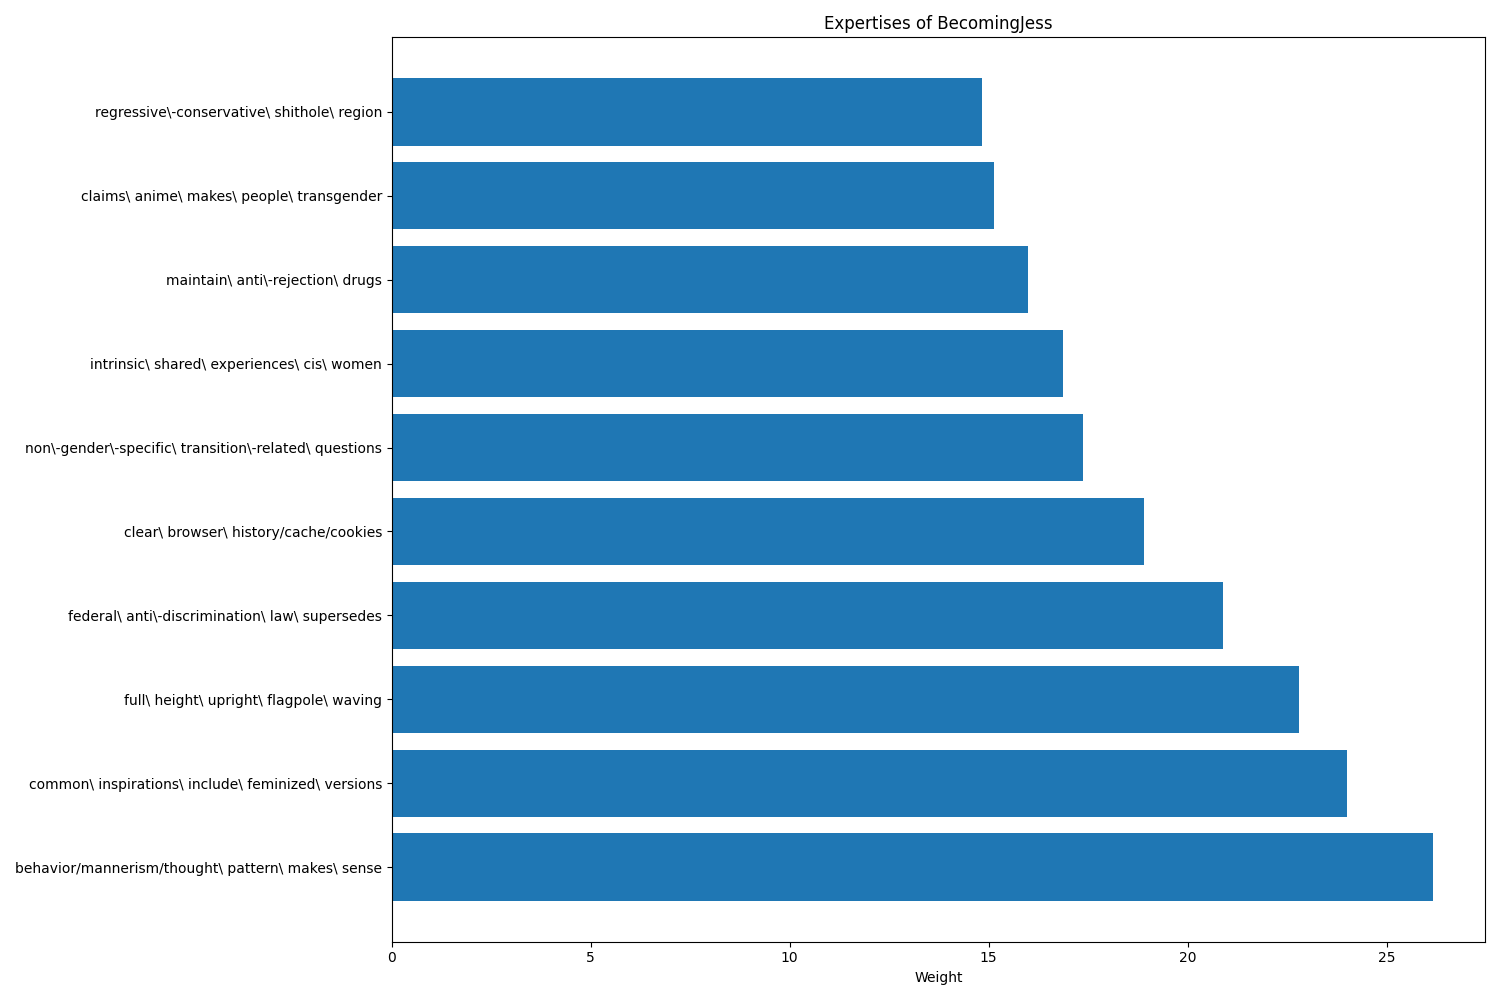 Expertises of BecomingJess
regressive\-conservative\ shithole\ region
claims\ anime\ makes\ people\ transgender
maintain\ anti\-rejection\ drugs
intrinsic\ shared\ experiences\ cis\ women
non\-gender\-specific\ transition\-related\ questions
clear\ browser\ history/cache/cookies
federal\ anti\-discrimination\ law\ supersedes
full\ height\ upright\ flagpole\ waving
common\ inspirations\ include\ feminized\ versions
behavior/mannerism/thought\ pattern\ makes\ sense
0 5 10 15 20 25
Weight